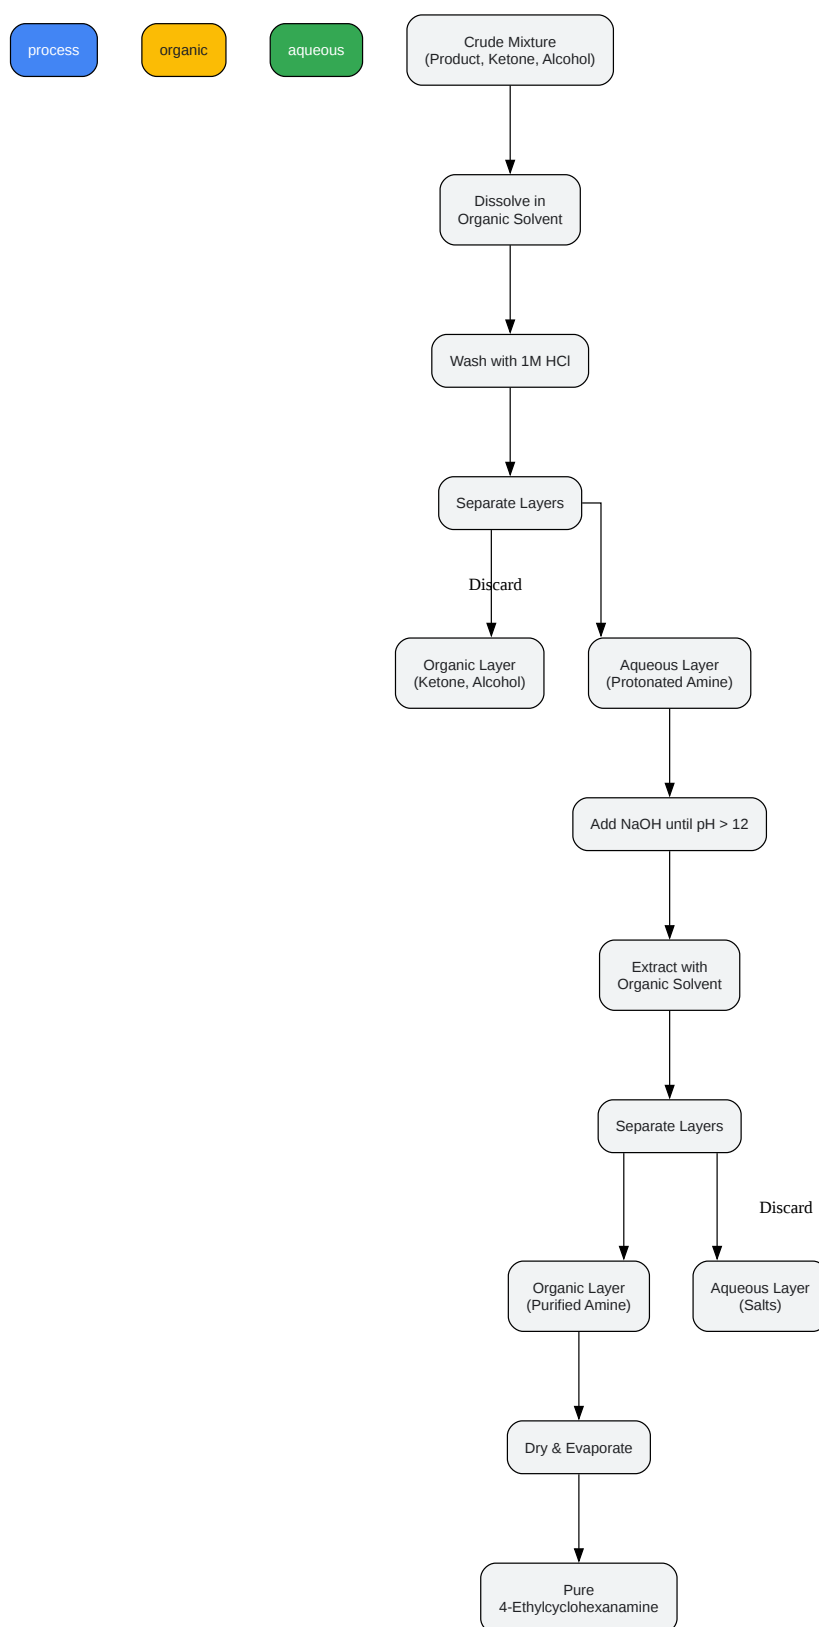 process
organic
aqueous
Crude Mixture
(Product, Ketone, Alcohol)
Dissolve in
Organic Solvent
Wash with 1M HCl
Separate Layers
Discard
Organic Layer
(Ketone, Alcohol)
Aqueous Layer
(Protonated Amine)
Add NaOH until pH > 12
Extract with
Organic Solvent
Separate Layers
Discard
Organic Layer
(Purified Amine)
Aqueous Layer
(Salts)
Dry & Evaporate
Pure
4-Ethylcyclohexanamine